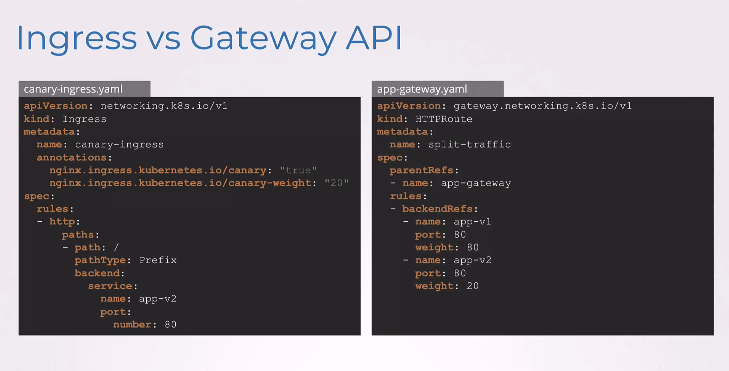 Ingress vs Gateway API
canary-ingress.yaml
apiVersion: networking.k8s.io/v1
kind: Ingress
metadata:
  name: canary-ingress
  annotations:
    nginx.ingress.kubernetes.io/canary: "true"
    nginx.ingress.kubernetes.io/canary-weight: "20"
spec:
  rules:
  - http:
      paths:
      - path: /
        pathType: Prefix
        backend:
          service:
            name: app-v2
            port:
              number: 80
app-gateway.yaml
apiVersion: gateway.networking.k8s.io/v1
kind: HTTPRoute
metadata:
  name: split-traffic
spec:
  parentRefs:
  - name: app-gateway
  rules:
  - backendRefs:
    - name: app-v1
      port: 80
      weight: 80
    - name: app-v2
      port: 80
      weight: 20